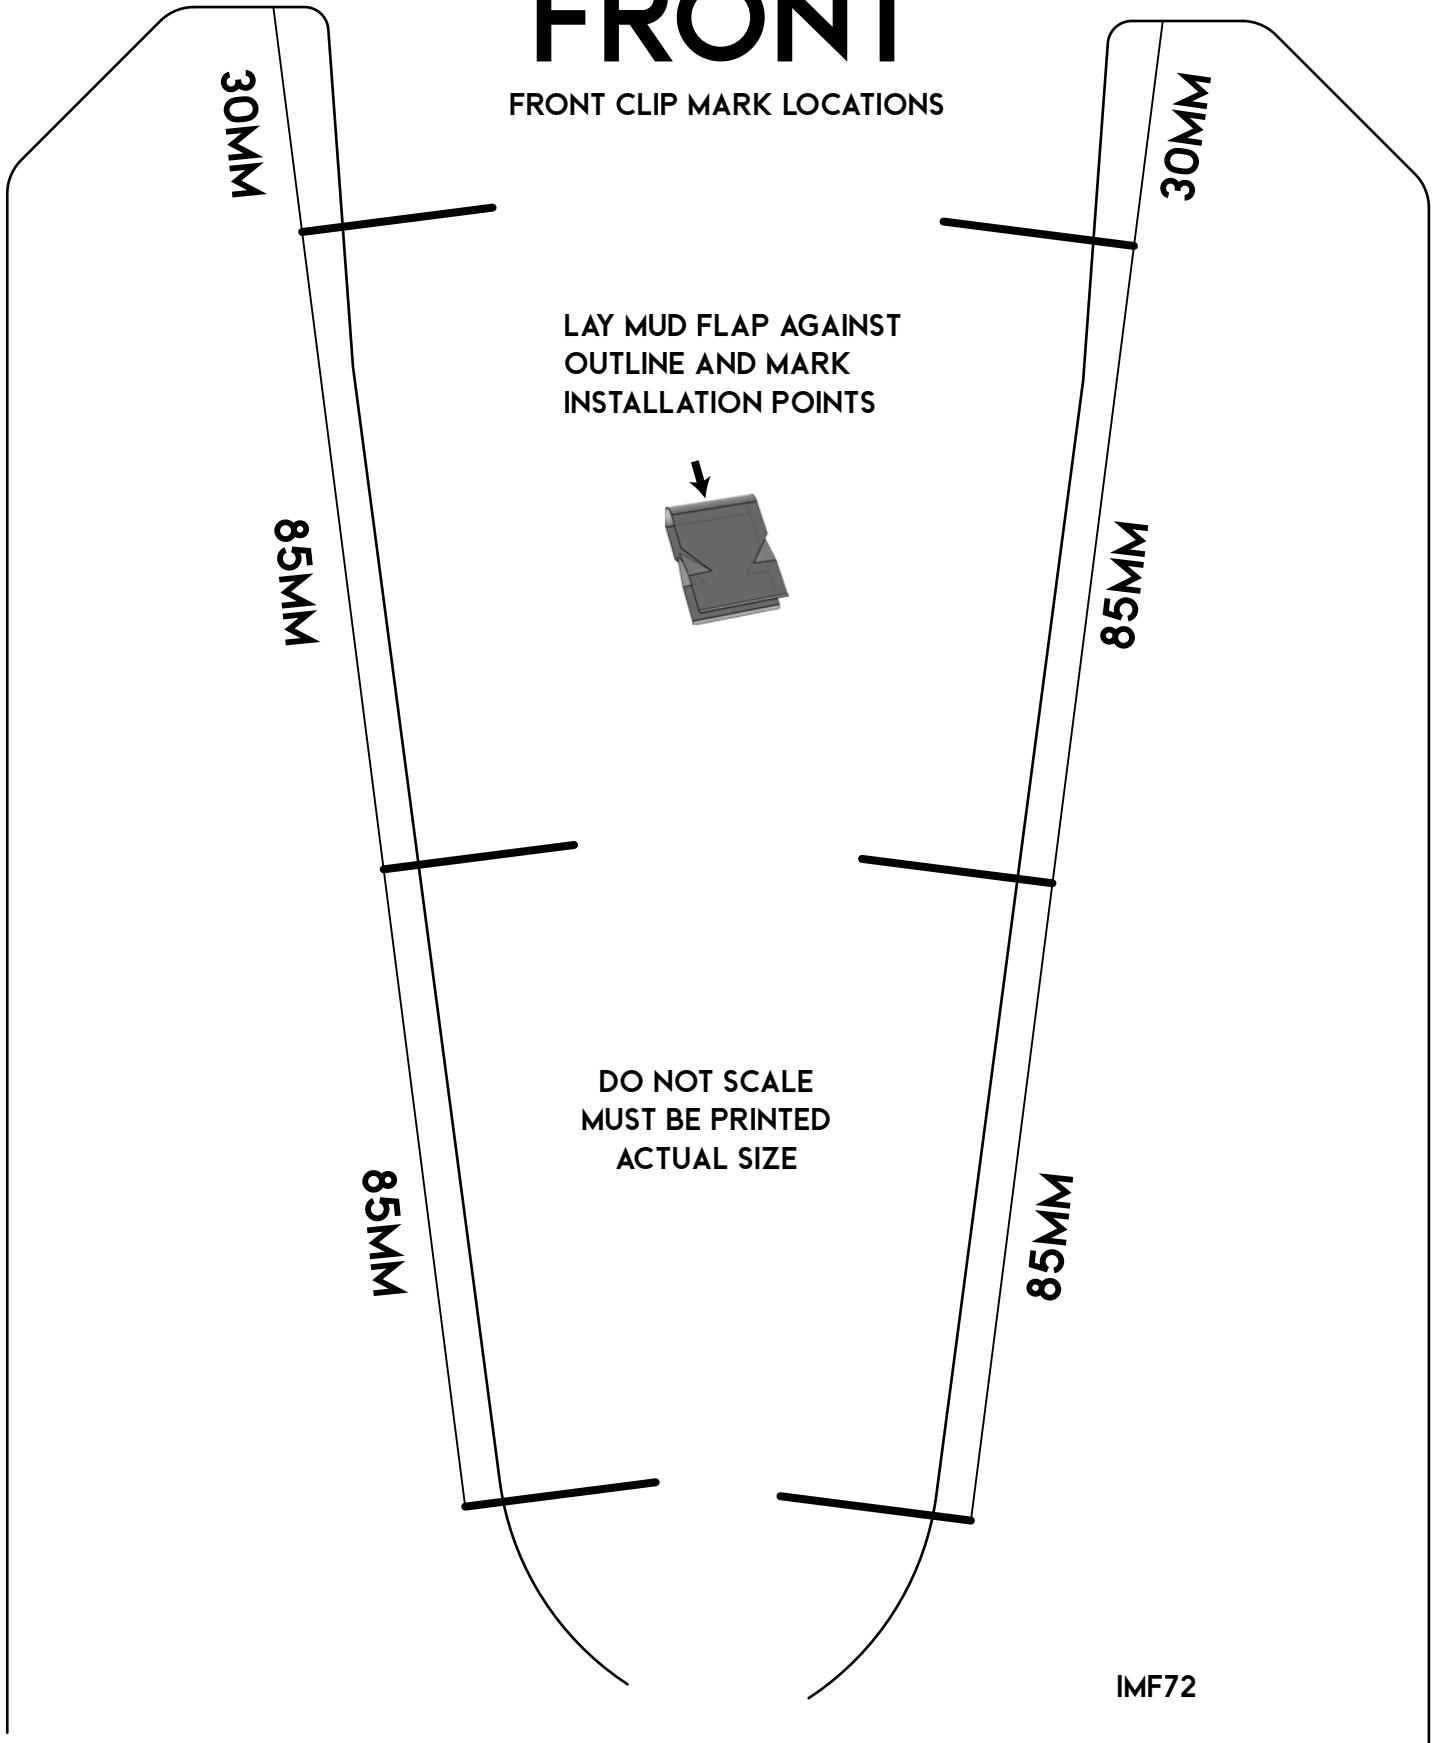 FRONT
FRONT CLIP MARK LOCATIONS
30MM
30MM
LAY MUD FLAP AGAINST
OUTLINE AND MARK
INSTALLATION POINTS
85MM
85MM
DO NOT SCALE
MUST BE PRINTED
ACTUAL SIZE
85MM
85MM
IMF72